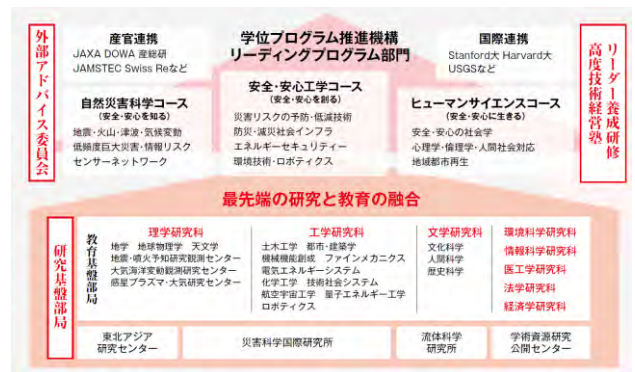 外部アドバイス委員会
産官連携
JAXA DOWA 産総研
JAMSTEC Swiss Reなど
学位プログラム推進機構
リーディングプログラム部門
国際連携
Stanford大 Harvard大
USGSなど
リーダー養成研修
高度技術経営塾
自然災害科学コース
(安全・安心を知る)
地震・火山・津波・気候変動
低頻度巨大災害・情報リスク
センサーネットワーク
安全・安心工学コース
(安全・安心を創る)
災害リスクの予防・低減技術
防災・減災社会インフラ
エネルギーセキュリティー
環境技術・ロボティクス
ヒューマンサイエンスコース
(安全・安心に生きる)
安全・安心の社会学
心理学・倫理学・人間社会対応
地域都市再生
最先端の研究と教育の融合
研究基盤部局
教育基盤部局
理学研究科
地学 地球物理学 天文学
地震・噴火予知研究観測センター
大気海洋変動観測研究センター
惑星プラズマ・大気研究センター
工学研究科
土木工学 都市・建築学
機械機能創成 ファインメカニクス
電気エネルギーシステム
化学工学 技術社会システム
航空宇宙工学 量子エネルギー工学
ロボティクス
文学研究科
文化科学
人間科学
歴史科学
環境科学研究科
情報科学研究科
医工学研究科
法学研究科
経済学研究科
東北アジア
研究センター
災害科学国際研究所
流体科学
研究所
学術資源研究
公開センター